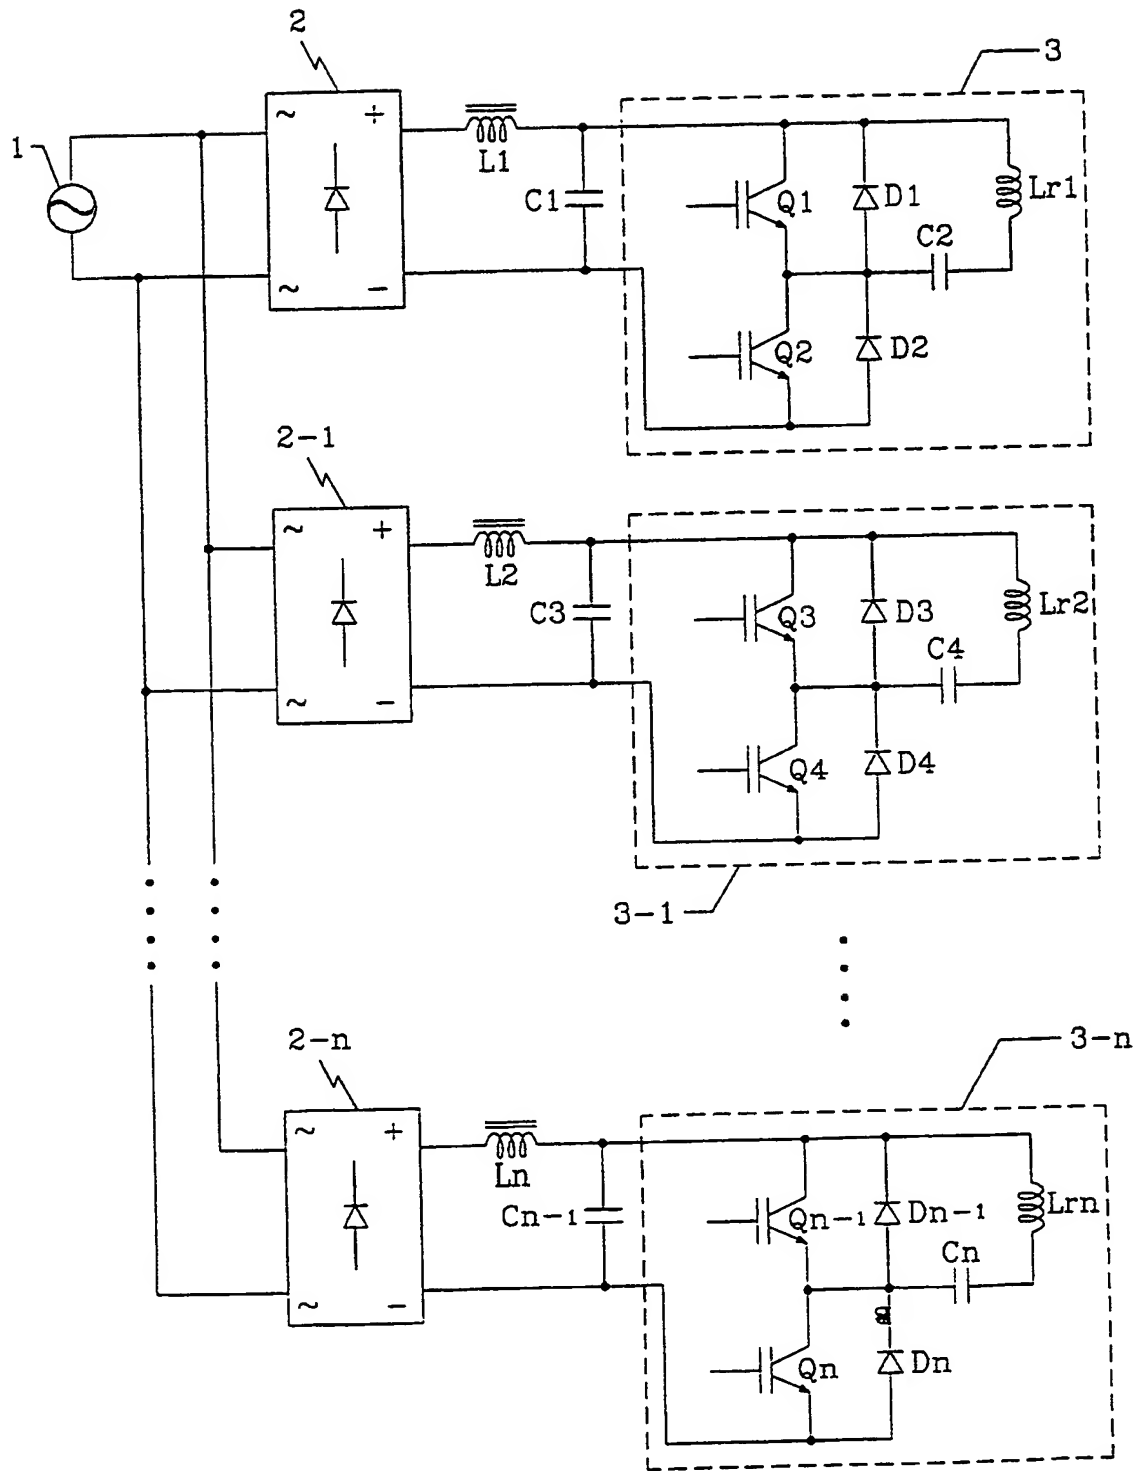 2
3
1
~ +
L1
C1
Q1
D1
Lr1
C2
~ −
Q2
D2
2-1
~ +
L2
C3
Q3
D3
Lr2
C4
~ −
Q4
D4
3-1
2-n
3-n
~ +
Ln
Cn-1
Qn-1
Dn-1
Lrn
Cn
~ −
Qn
Dn